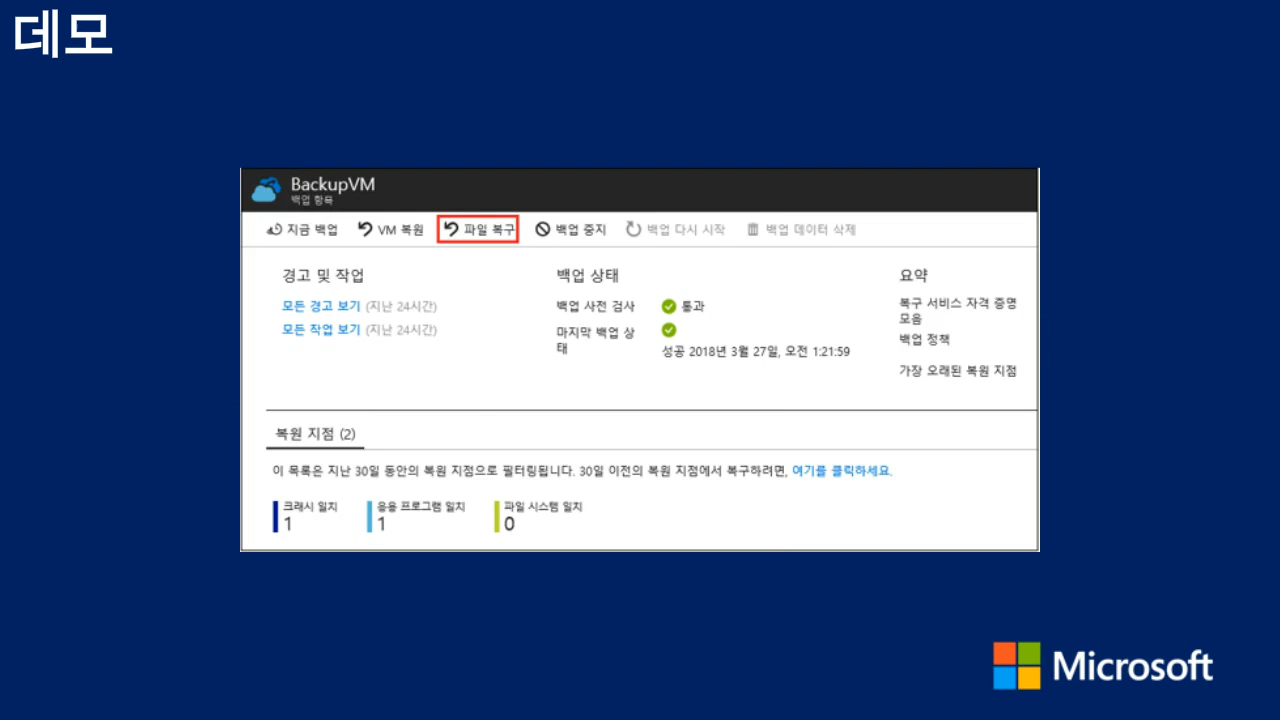 데모
BackupVM
백업 항목
지금 백업 VM 복원 파일 복구 백업 중지 백업 다시 시작 백업 데이터 삭제
경고 및 작업
모든 경고 보기 (지난 24시간)
모든 작업 보기 (지난 24시간)
백업 상태
백업 사전 검사 통과
마지막 백업 상
태
성공 2018년 3월 27일, 오전 1:21:59
요약
복구 서비스 자격 증명
모음
백업 정책
가장 오래된 복원 지점
복원 지점 (2)
이 목록은 지난 30일 동안의 복원 지점으로 필터링됩니다. 30일 이전의 복원 지점에서 복구하려면, 여기를 클릭하세요.
크래시 일치
1
응용 프로그램 일치
1
파일 시스템 일치
0
Microsoft